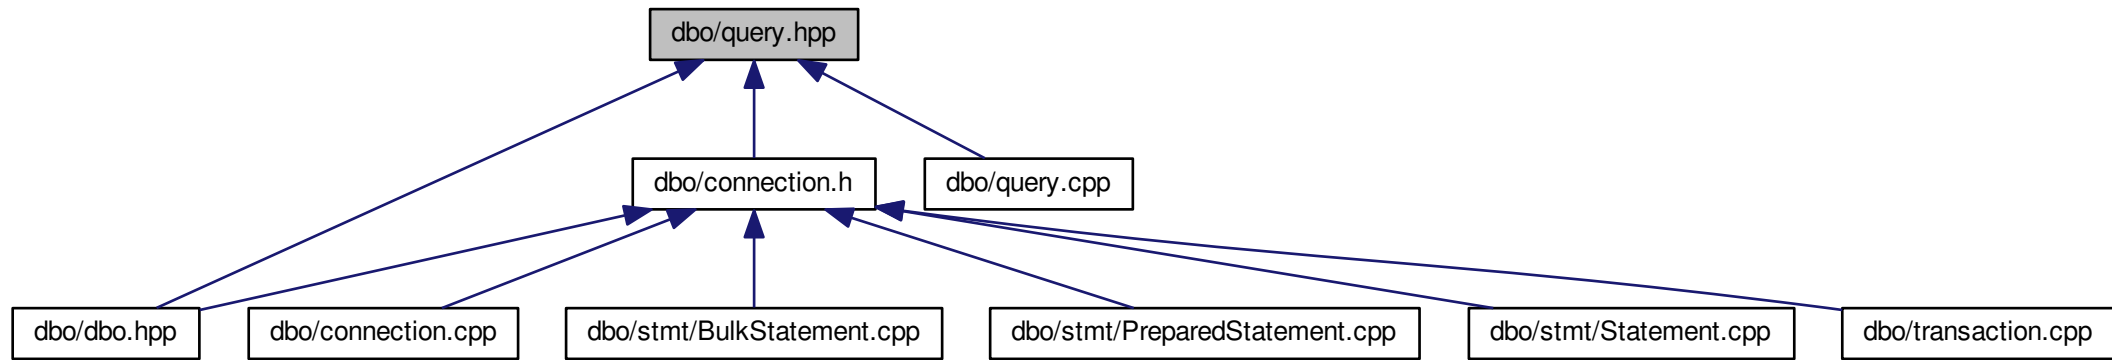 dbo/query.hpp
dbo/connection.h
dbo/query.cpp
dbo/dbo.hpp
dbo/connection.cpp
dbo/stmt/BulkStatement.cpp
dbo/stmt/PreparedStatement.cpp
dbo/stmt/Statement.cpp
dbo/transaction.cpp